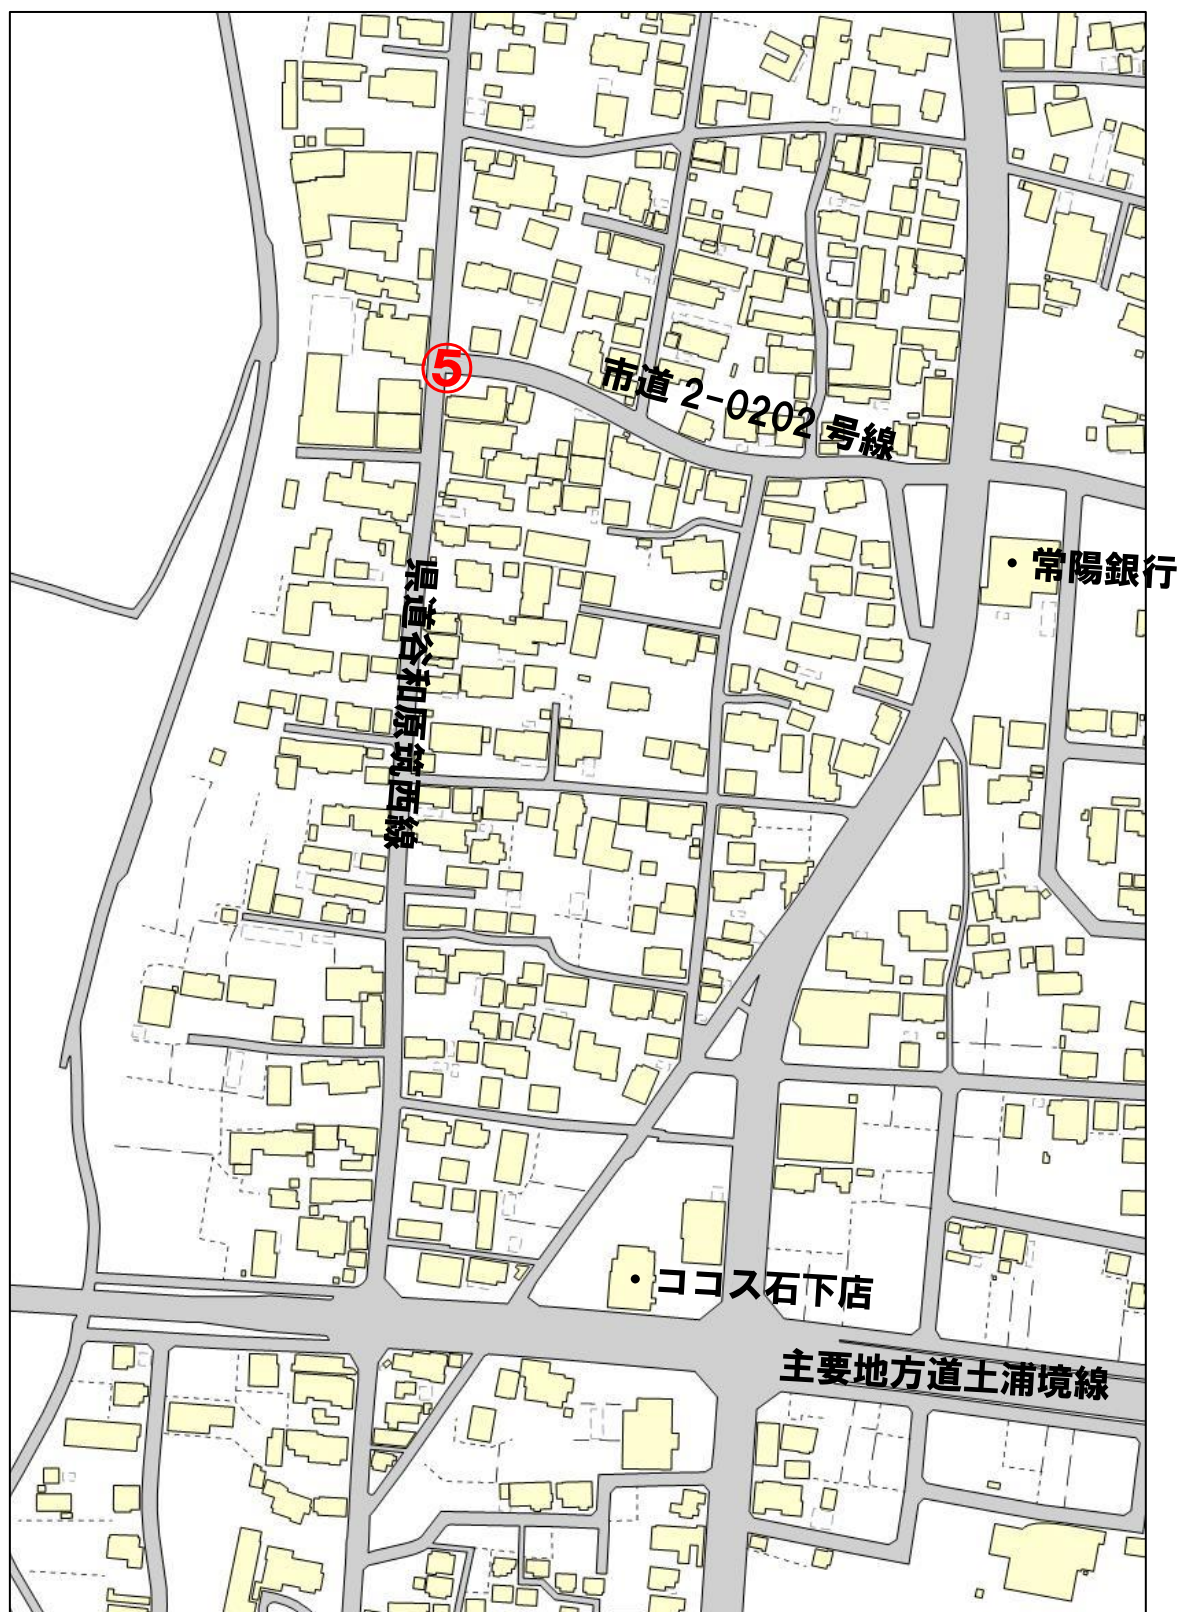 ⑤
市道 2-0202 号線
・常陽銀行
県道谷和原筑西線
・ココス石下店
主要地方道土浦境線